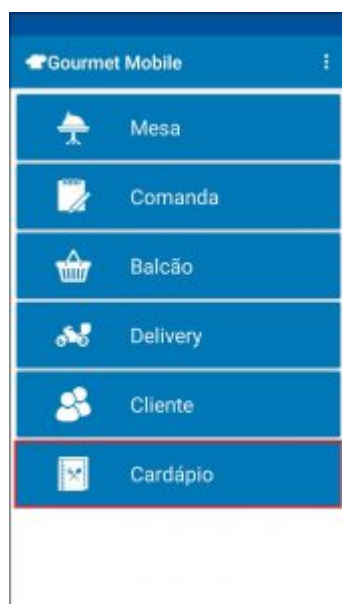 Gourmet Mobile
Mesa
Comanda
Balcão
Delivery
Cliente
Cardápio